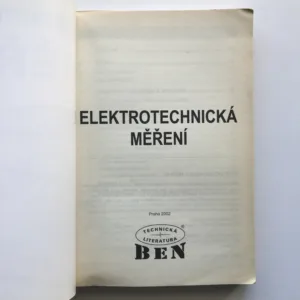 ELEKTROTECHNICKÁ
MĚŘENÍ
Praha 2002
TECHNICKÁ
LITERATURA
®
BEN